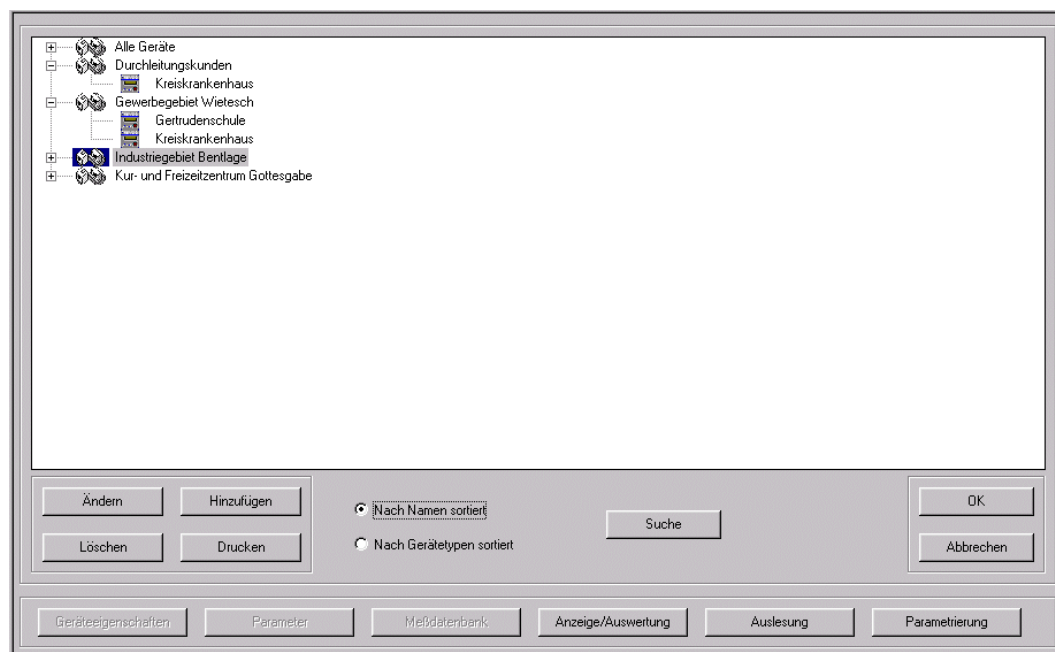 Alle Geräte
Durchleitungskunden
Kreiskrankenhaus
Gewerbegebiet Wietesch
Gertrudenschule
Kreiskrankenhaus
Industriegebiet Bentlage
Kur- und Freizeitzentrum Gottesgabe
Ändern Hinzufügen
Nach Namen sortiert
Suche
OK
Löschen Drucken
Nach Gerätetypen sortiert
Abbrechen
Geräteeigenschaften Parameter Meßdatenbank Anzeige/Auswertung Auslesung Parametrierung